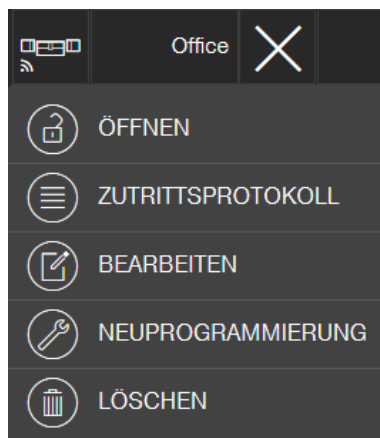 Office
ÖFFNEN
ZUTRITTSPROTOKOLL
BEARBEITEN
NEUPROGRAMMIERUNG
LÖSCHEN